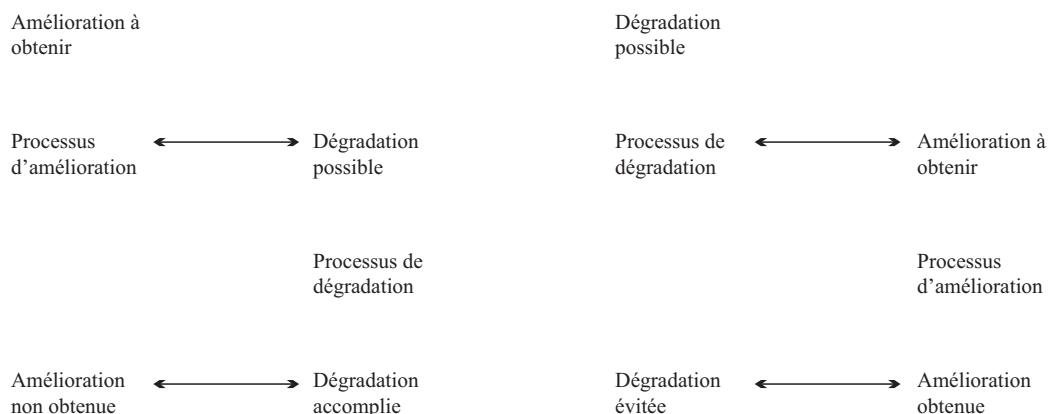 Amélioration à
obtenir
Dégradation
possible
Processus
d’amélioration
Dégradation
possible
Processus de
dégradation
Amélioration à
obtenir
Processus de
dégradation
Processus
d’amélioration
Amélioration
non obtenue
Dégradation
accomplie
Dégradation
évitée
Amélioration
obtenue